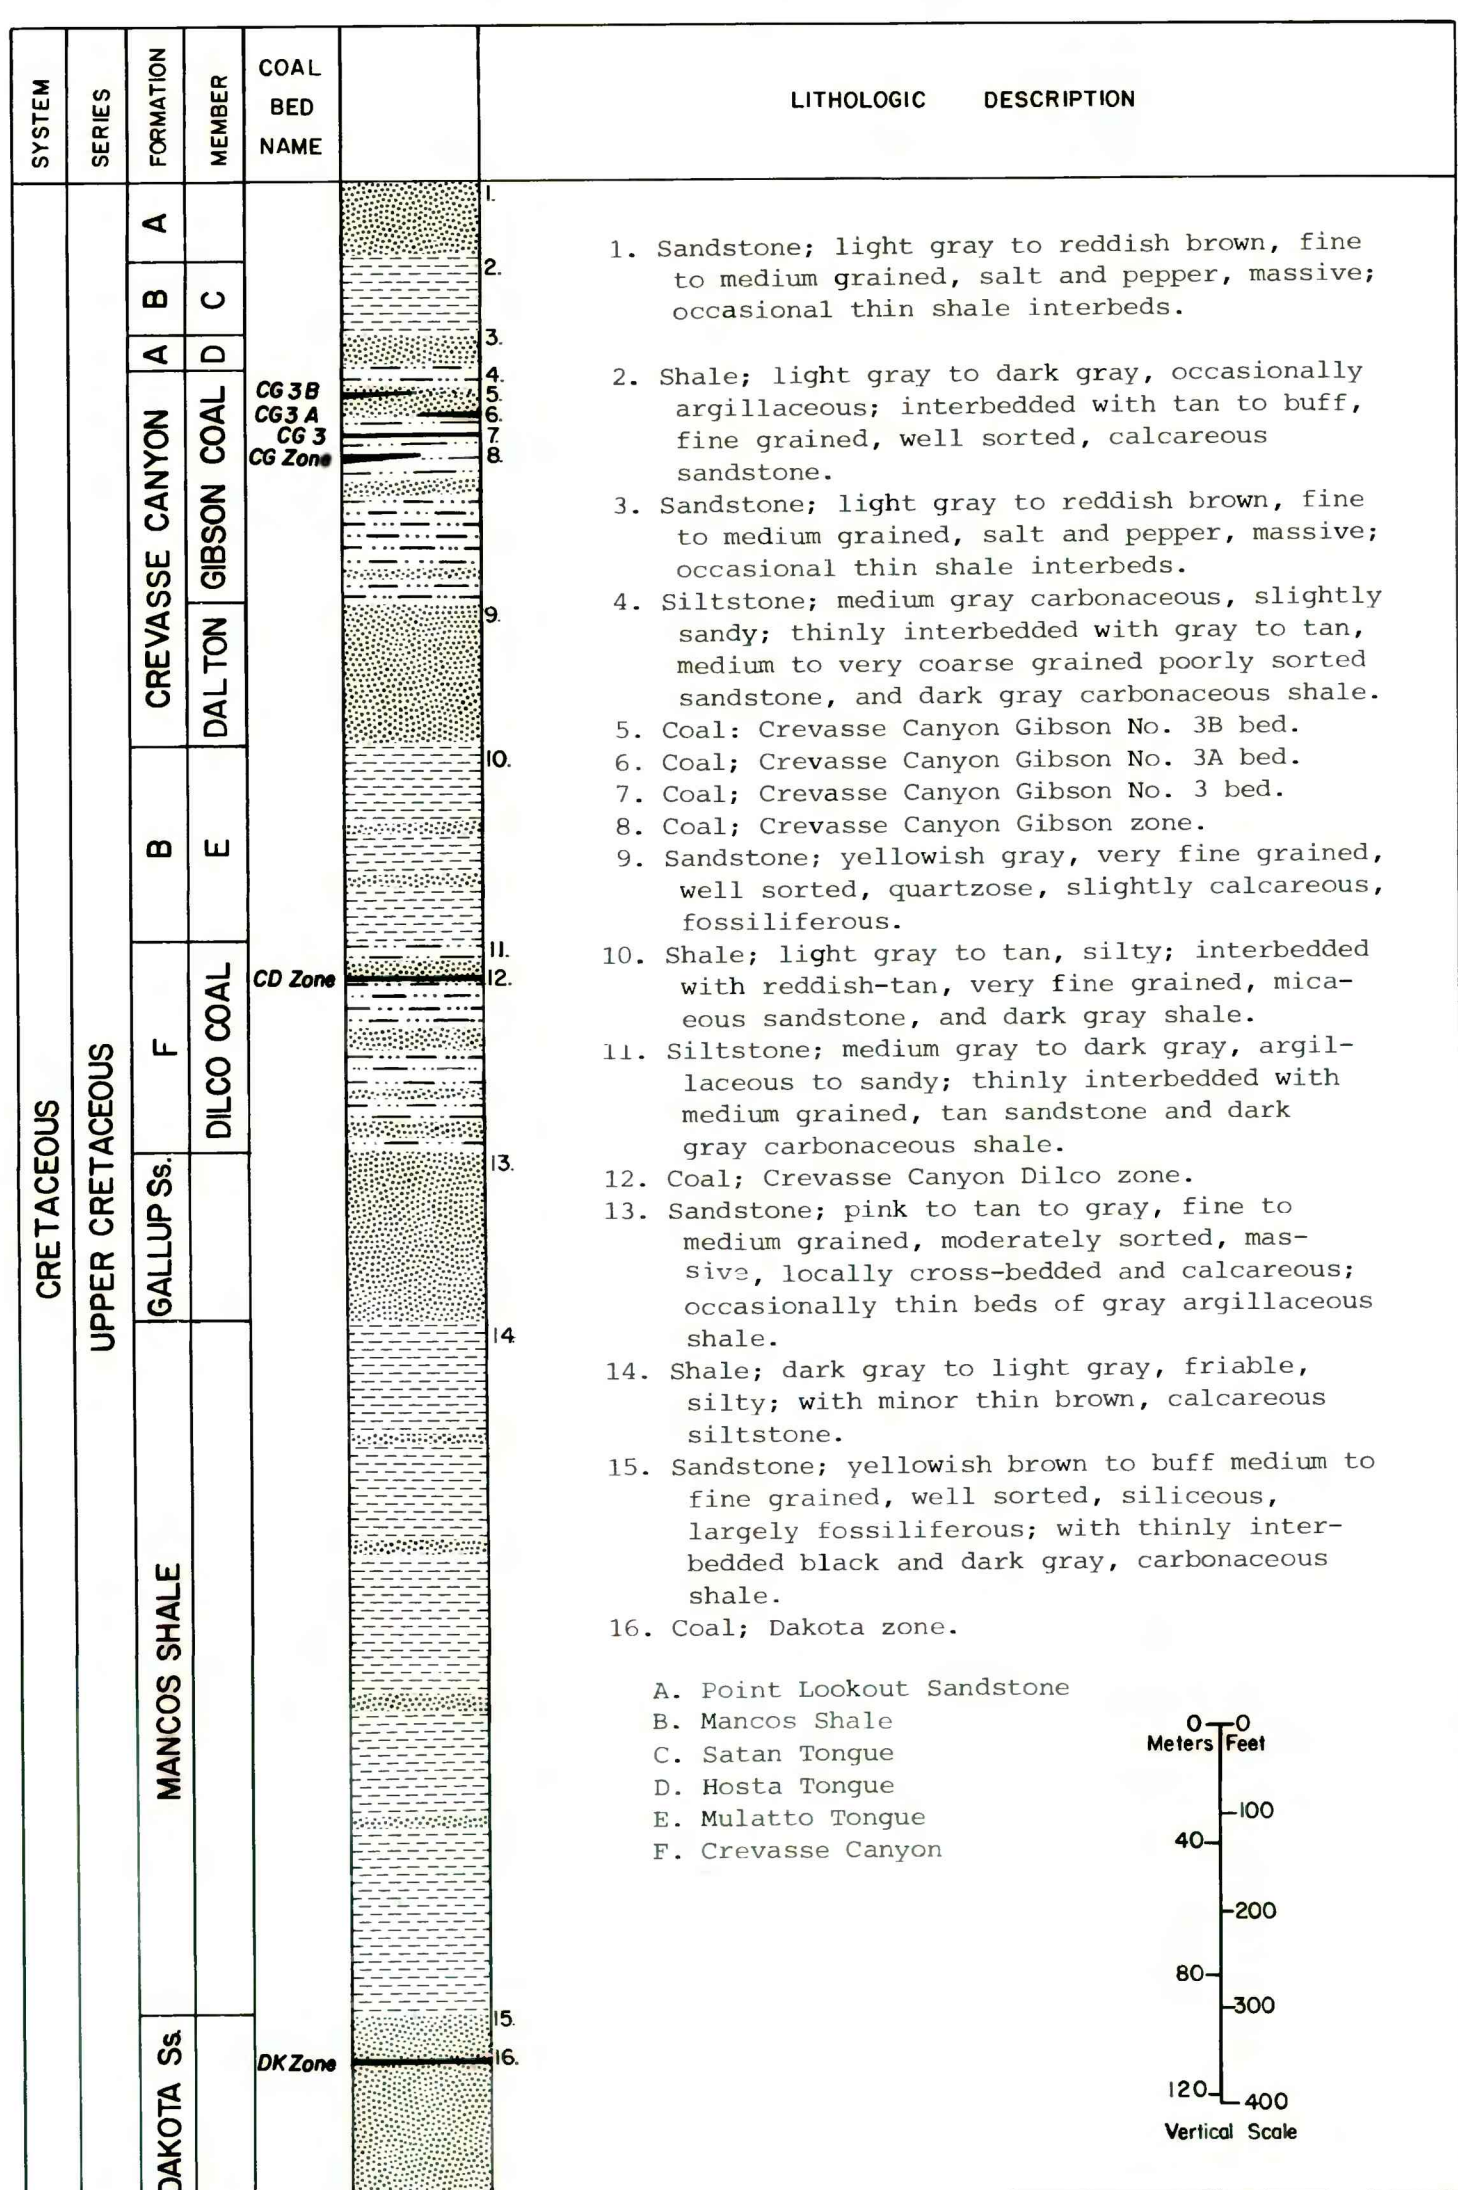 SYSTEM
SERIES
FORMATION
MEMBER
COAL
BED
NAME
LITHOLOGIC DESCRIPTION
CRETACEOUS
UPPER CRETACEOUS
A
B
A
CREVASSE CANYON
B
F
GALLUP Ss.
MANCOS SHALE
DAKOTA Ss.
C
D
GIBSON COAL
DALTON
E
DILCO COAL
CG 3 B
CG 3 A
CG 3
CG Zone
CD Zone
DK Zone
1.
2.
3.
4.
5.
6.
7.
8.
9.
10.
11.
12.
13.
14.
15.
16.
1. Sandstone; light gray to reddish brown, fine
to medium grained, salt and pepper, massive;
occasional thin shale interbeds.
2. Shale; light gray to dark gray, occasionally
argillaceous; interbedded with tan to buff,
fine grained, well sorted, calcareous
sandstone.
3. Sandstone; light gray to reddish brown, fine
to medium grained, salt and pepper, massive;
occasional thin shale interbeds.
4. Siltstone; medium gray carbonaceous, slightly
sandy; thinly interbedded with gray to tan,
medium to very coarse grained poorly sorted
sandstone, and dark gray carbonaceous shale.
5. Coal: Crevasse Canyon Gibson No. 3B bed.
6. Coal; Crevasse Canyon Gibson No. 3A bed.
7. Coal; Crevasse Canyon Gibson No. 3 bed.
8. Coal; Crevasse Canyon Gibson zone.
9. Sandstone; yellowish gray, very fine grained,
well sorted, quartzose, slightly calcareous,
fossiliferous.
10. Shale; light gray to tan, silty; interbedded
with reddish-tan, very fine grained, mica-
eous sandstone, and dark gray shale.
11. Siltstone; medium gray to dark gray, argil-
laceous to sandy; thinly interbedded with
medium grained, tan sandstone and dark
gray carbonaceous shale.
12. Coal; Crevasse Canyon Dilco zone.
13. Sandstone; pink to tan to gray, fine to
medium grained, moderately sorted, mas-
sive, locally cross-bedded and calcareous;
occasionally thin beds of gray argillaceous
shale.
14. Shale; dark gray to light gray, friable,
silty; with minor thin brown, calcareous
siltstone.
15. Sandstone; yellowish brown to buff medium to
fine grained, well sorted, siliceous,
largely fossiliferous; with thinly inter-
bedded black and dark gray, carbonaceous
shale.
16. Coal; Dakota zone.
A. Point Lookout Sandstone
B. Mancos Shale
C. Satan Tongue
D. Hosta Tongue
E. Mulatto Tongue
F. Crevasse Canyon
0 0
Meters Feet
100
40
200
80
300
120
400
Vertical Scale